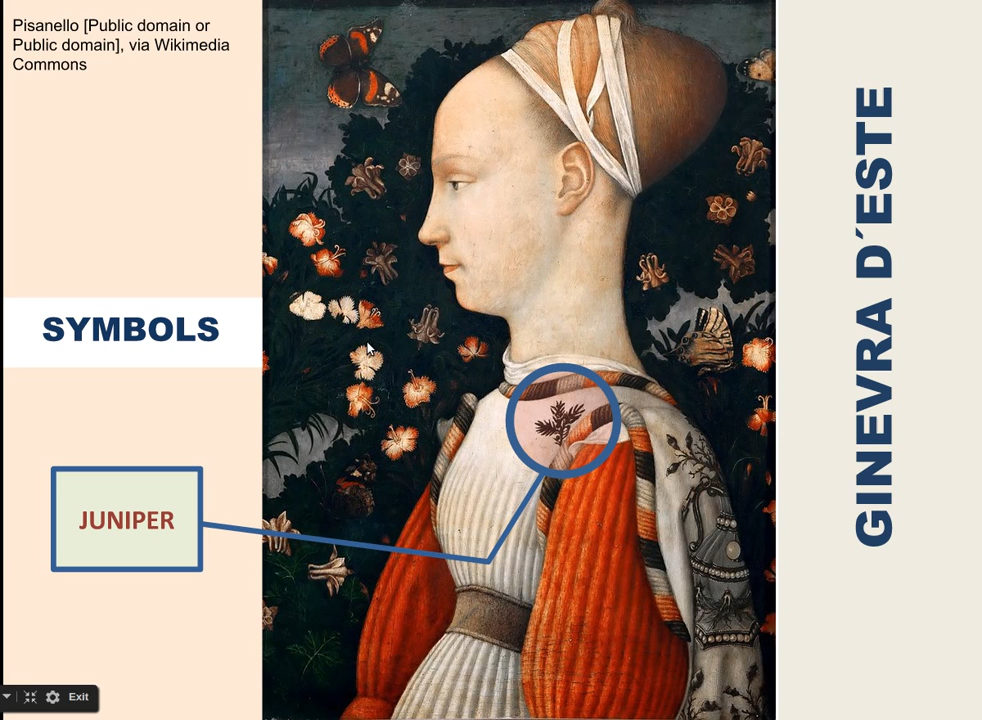 Pisanello [Public domain or
Public domain], via Wikimedia
Commons
SYMBOLS
JUNIPER
GINEVRA D´ESTE
Exit